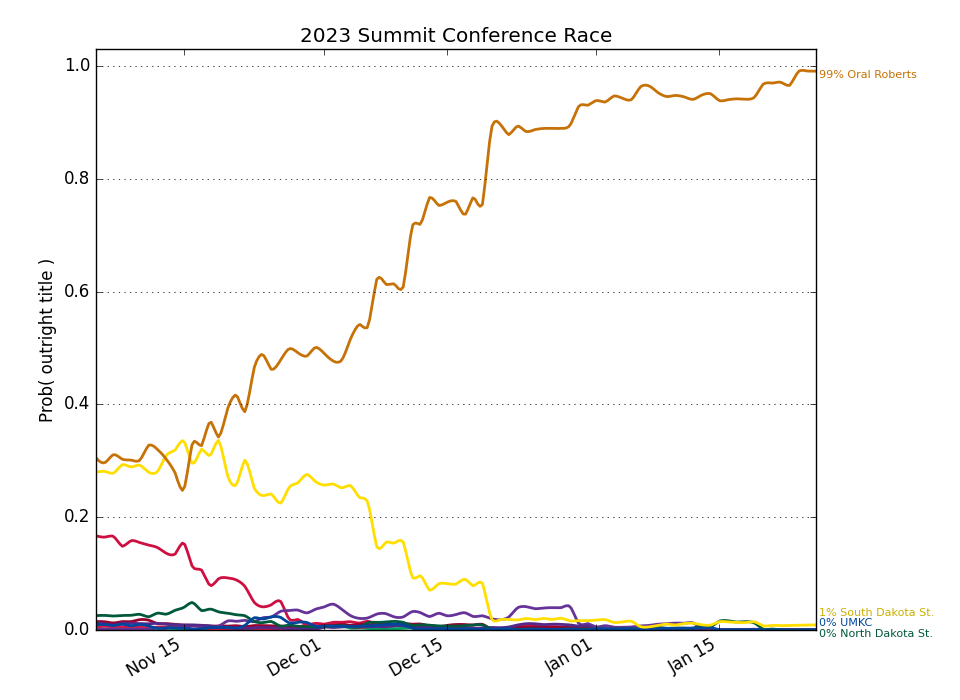 2023 Summit Conference Race
Prob( outright title )
1.0
0.8
0.6
0.4
0.2
0.0
Nov 15
Dec 01
Dec 15
Jan 01
Jan 15
99% Oral Roberts
1% South Dakota St.
0% UMKC
0% North Dakota St.